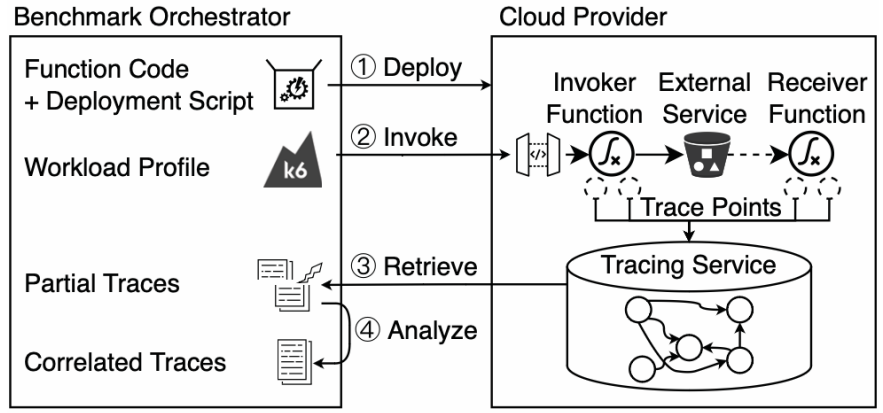 Benchmark Orchestrator
Cloud Provider
Function Code
+ Deployment Script
① Deploy
Invoker
Function
External
Service
Receiver
Function
Workload Profile
k6
② Invoke
</>
Trace Points
Tracing Service
Partial Traces
③ Retrieve
④ Analyze
Correlated Traces